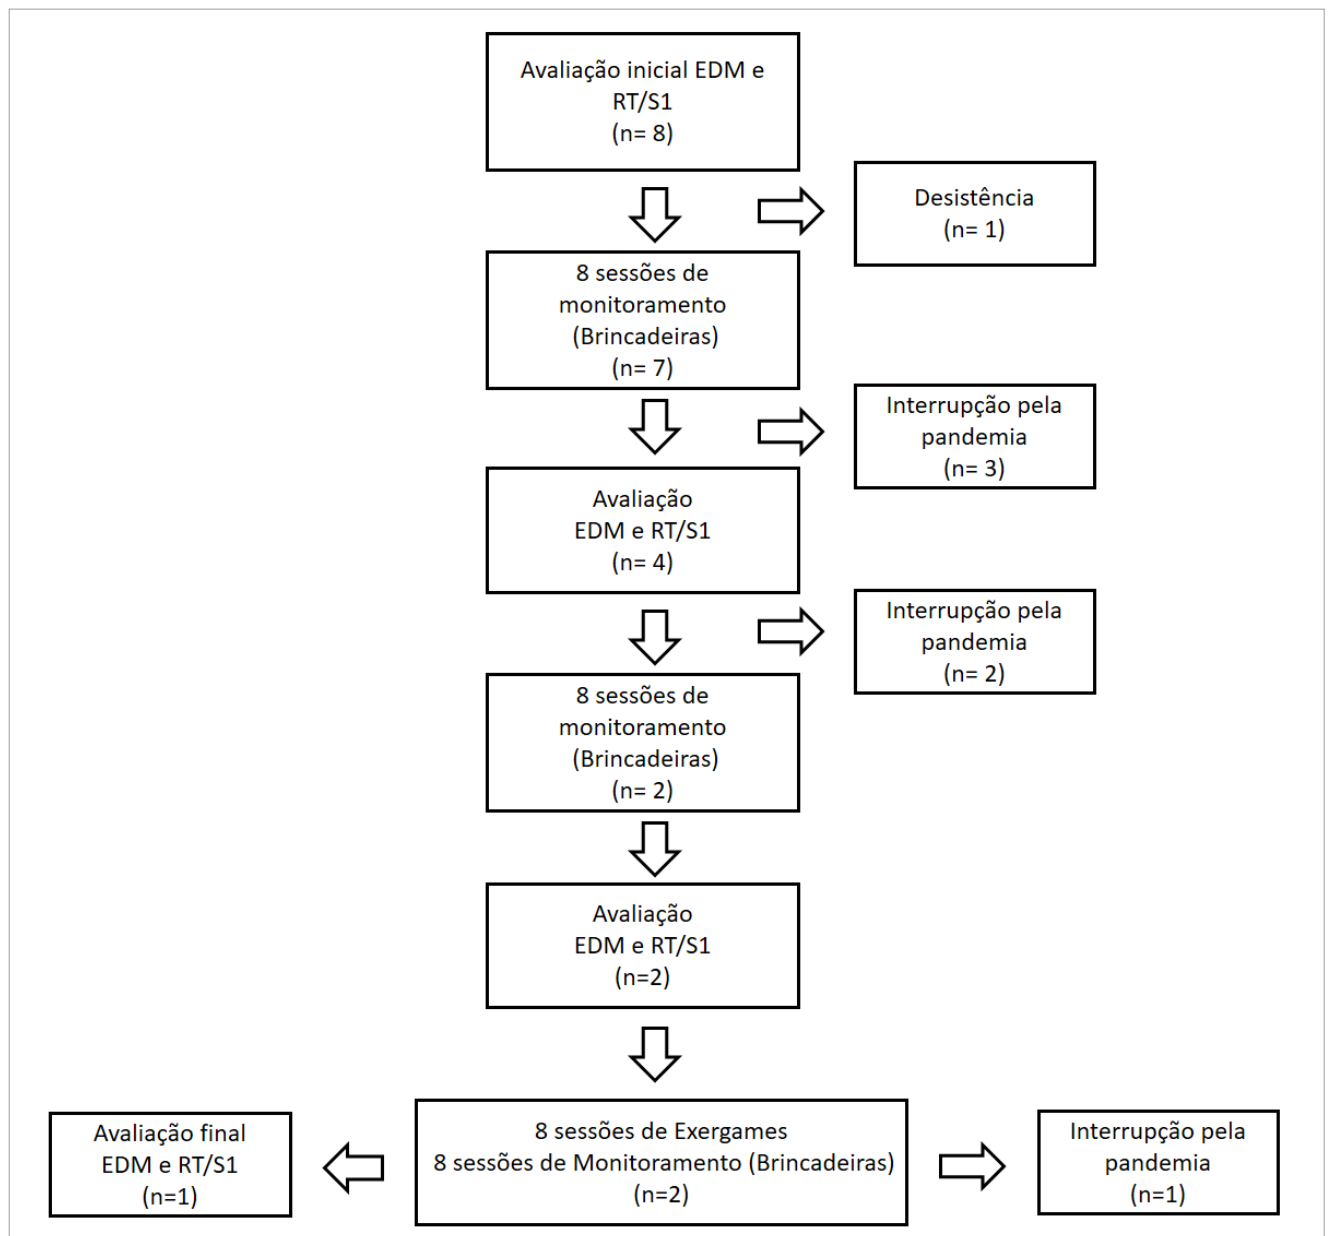 Avaliação inicial EDM e
RT/S1
(n= 8)
Desistência
(n= 1)
8 sessões de
monitoramento
(Brincadeiras)
(n= 7)
Interrupção pela
pandemia
(n= 3)
Avaliação
EDM e RT/S1
(n= 4)
Interrupção pela
pandemia
(n= 2)
8 sessões de
monitoramento
(Brincadeiras)
(n= 2)
Avaliação
EDM e RT/S1
(n=2)
Avaliação final
EDM e RT/S1
(n=1)
8 sessões de Exergames
8 sessões de Monitoramento (Brincadeiras)
(n=2)
Interrupção pela
pandemia
(n=1)